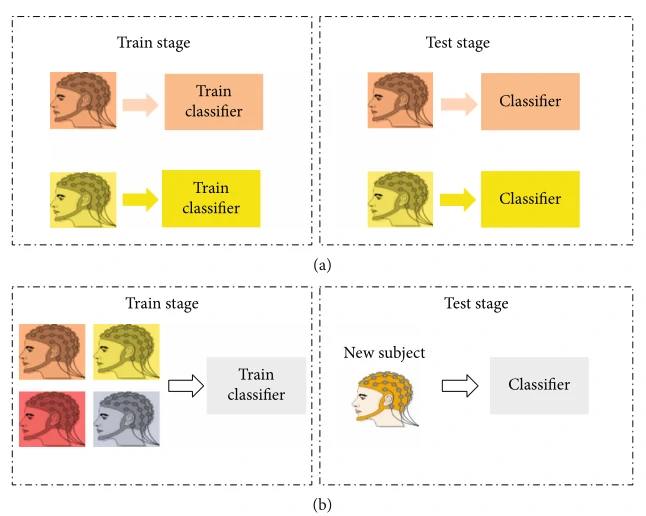 Train stage
Test stage
Train
classifier
Classifier
Train
classifier
Classifier
(a)
Train stage
Test stage
New subject
Train
classifier
Classifier
(b)